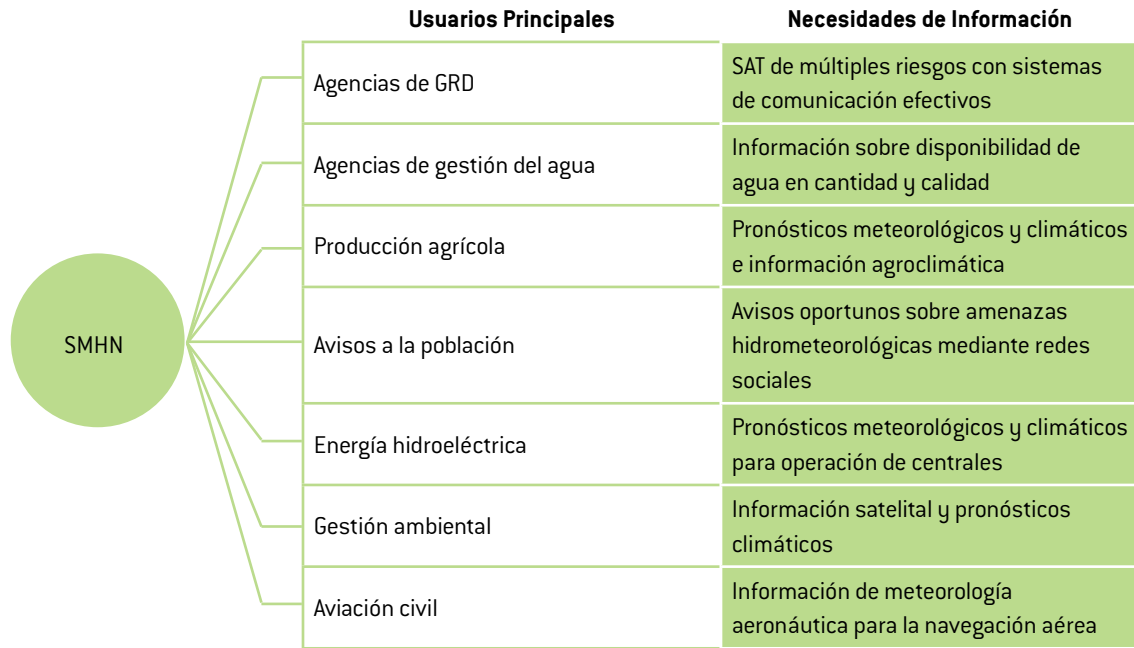 Usuarios Principales
Necesidades de Información
Agencias de GRD
SAT de múltiples riesgos con sistemas
de comunicación efectivos
Agencias de gestión del agua
Información sobre disponibilidad de
agua en cantidad y calidad
Producción agrícola
Pronósticos meteorológicos y climáticos
e información agroclimática
SMHN
Avisos a la población
Avisos oportunos sobre amenazas
hidrometeorológicas mediante redes
sociales
Energía hidroeléctrica
Pronósticos meteorológicos y climáticos
para operación de centrales
Gestión ambiental
Información satelital y pronósticos
climáticos
Aviación civil
Información de meteorología
aeronáutica para la navegación aérea